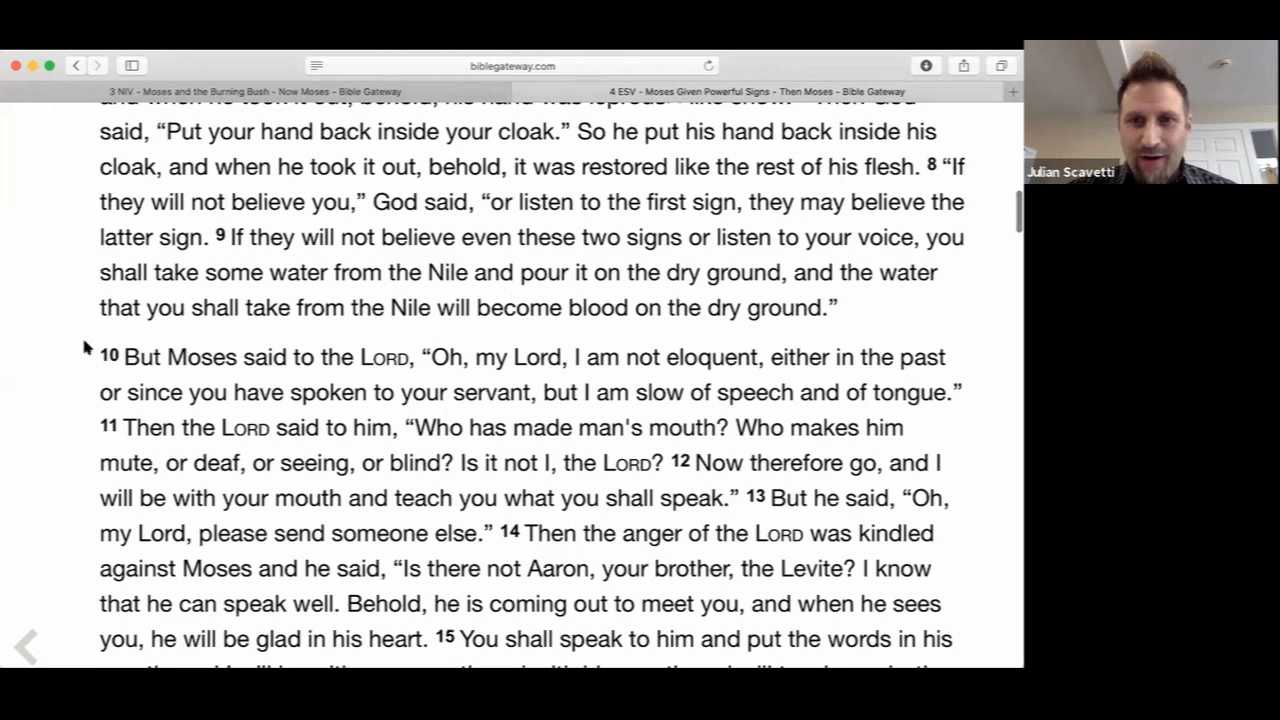 biblegateway.com
3 NIV - Moses and the Burning Bush - Now Moses - Bible Gateway
4 ESV - Moses Given Powerful Signs - Then Moses - Bible Gateway
said, “Put your hand back inside your cloak.” So he put his hand back inside his
cloak, and when he took it out, behold, it was restored like the rest of his flesh. 8 “If
they will not believe you,” God said, “or listen to the first sign, they may believe the
latter sign. 9 If they will not believe even these two signs or listen to your voice, you
shall take some water from the Nile and pour it on the dry ground, and the water
that you shall take from the Nile will become blood on the dry ground.”
10 But Moses said to the LORD, “Oh, my Lord, I am not eloquent, either in the past
or since you have spoken to your servant, but I am slow of speech and of tongue.”
11 Then the LORD said to him, “Who has made man's mouth? Who makes him
mute, or deaf, or seeing, or blind? Is it not I, the LORD? 12 Now therefore go, and I
will be with your mouth and teach you what you shall speak.” 13 But he said, “Oh,
my Lord, please send someone else.” 14 Then the anger of the LORD was kindled
against Moses and he said, “Is there not Aaron, your brother, the Levite? I know
that he can speak well. Behold, he is coming out to meet you, and when he sees
you, he will be glad in his heart. 15 You shall speak to him and put the words in his
Julian Scavetti